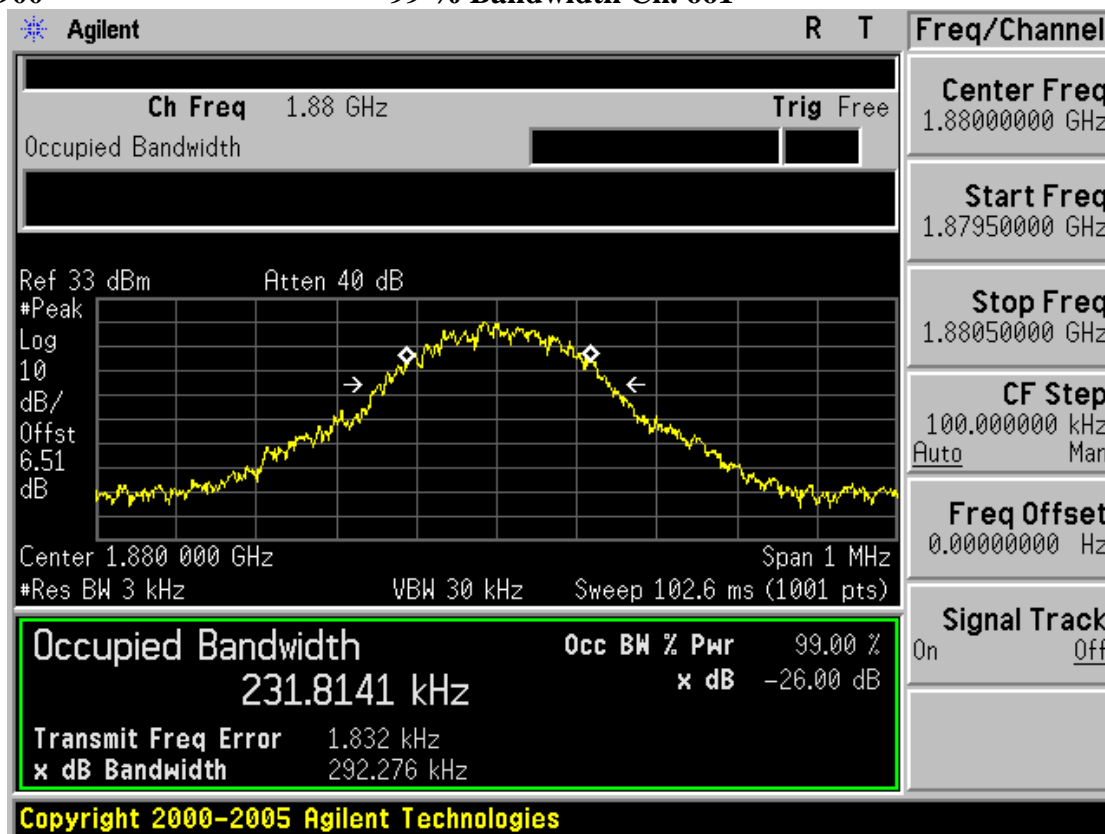 99 % Bandwidth Ch. 661
Agilent R T Freq/Channel
Ch Freq 1.88 GHz Trig Free
Occupied Bandwidth
Center Freq
1.88000000 GHz
Start Freq
1.87950000 GHz
Stop Freq
1.88050000 GHz
CF Step
100.000000 kHz
Auto Man
Freq Offset
0.00000000 Hz
Signal Track
On Off
Ref 33 dBm Atten 40 dB
#Peak
Log
10
dB/
Offst
6.51
dB
Center 1.880 000 GHz Span 1 MHz
#Res BW 3 kHz VBW 30 kHz Sweep 102.6 ms (1001 pts)
Occupied Bandwidth Occ BW % Pwr 99.00 %
231.8141 kHz x dB -26.00 dB
Transmit Freq Error 1.832 kHz
x dB Bandwidth 292.276 kHz
Copyright 2000-2005 Agilent Technologies